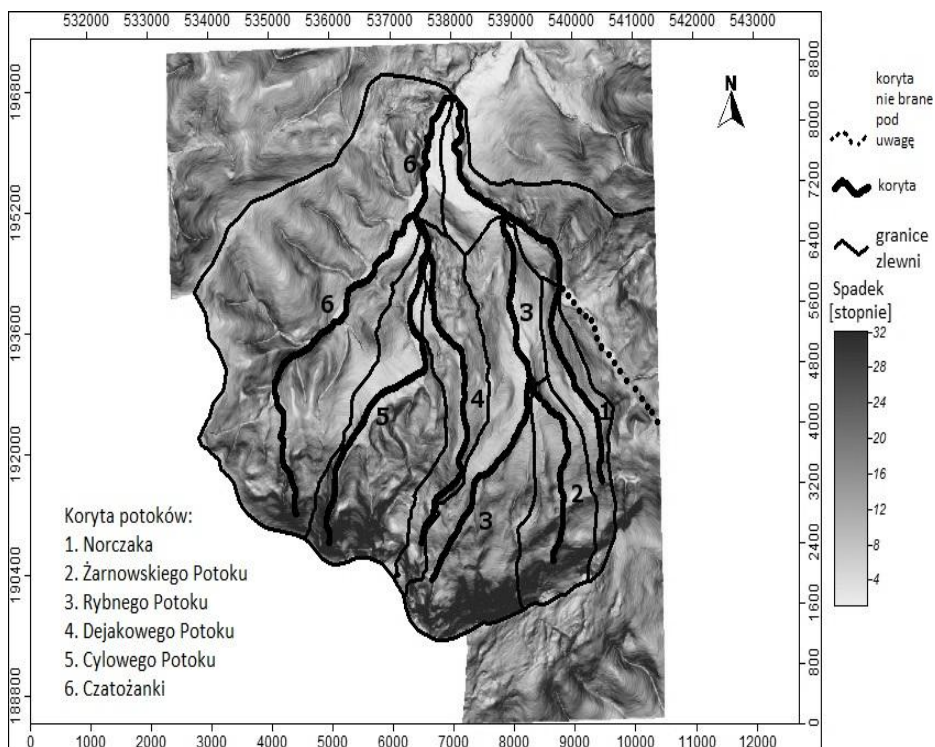 532000 533000 534000 535000 536000 537000 538000 539000 540000 541000 542000 543000
196800
195200
193600
192000
190400
188800
8800
8000
7200
6400
5600
4800
4000
3200
2400
1600
800
0
N
6
6
3
4
5
1
2
3
koryta
nie brane
pod
uwagę
koryta
granice
zlewni
Spadek
[stopnie]
32
28
24
20
16
12
8
4
Koryta potoków:
1. Norczaka
2. Żarnowskiego Potoku
3. Rybnego Potoku
4. Dejakowego Potoku
5. Cylowego Potoku
6. Czatożanki
0 1000 2000 3000 4000 5000 6000 7000 8000 9000 10000 11000 12000